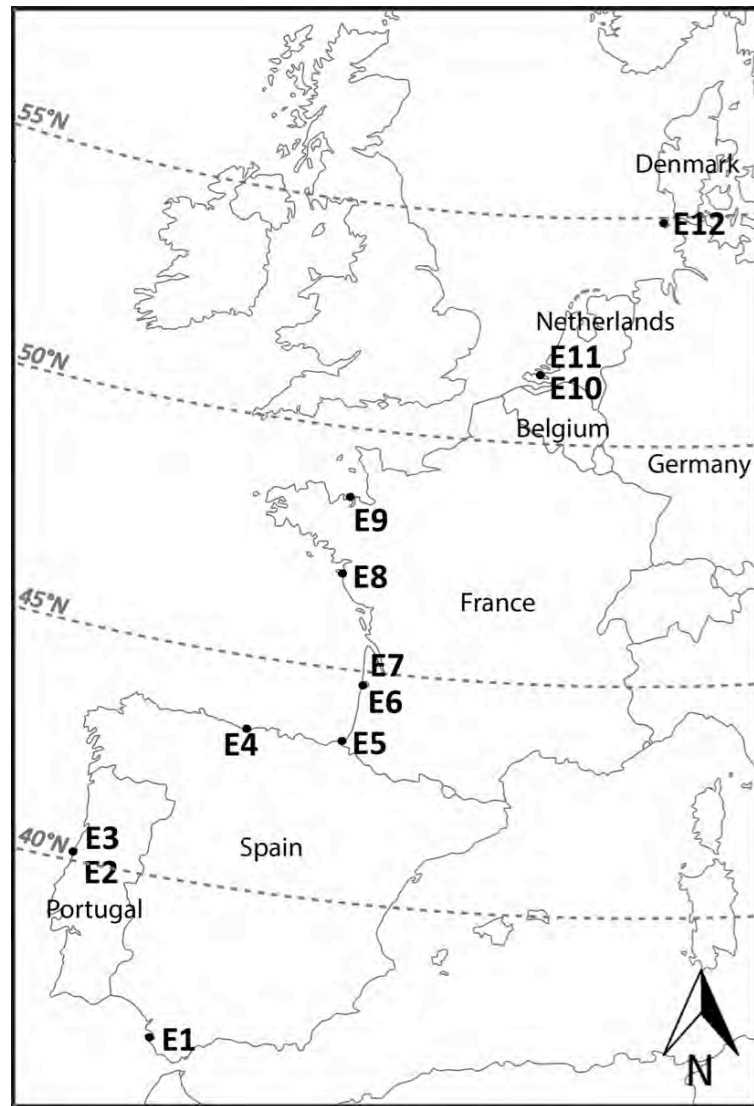 55°N
Denmark
E12
Netherlands
E11
E10
Belgium
50°N
Germany
E9
E8
France
45°N
E7
E6
E4
E5
40°N
E3
E2
Spain
Portugal
E1
N